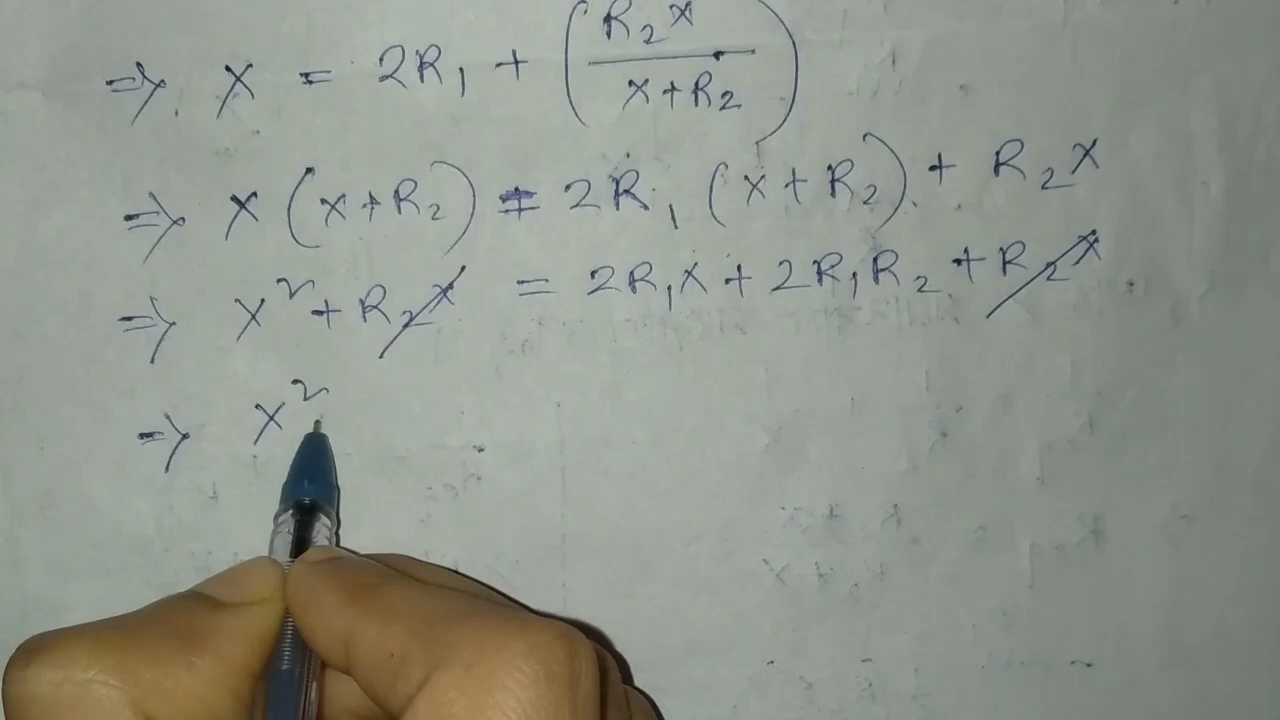 ⇒ x = 2R₁ + (R₂x / x+R₂)
⇒ x (x+R₂) = 2R₁ (x+R₂) + R₂x
⇒ x² + R₂x = 2R₁x + 2R₁R₂ + R₂x
⇒ x²